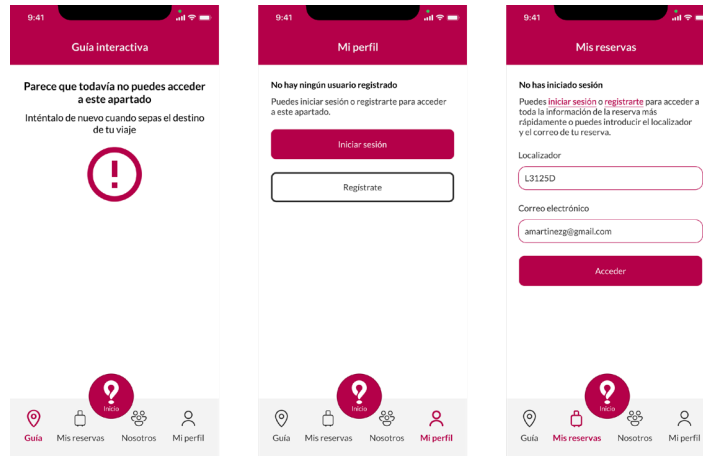 9:41
Guía interactiva
Parece que todavía no puedes acceder
a este apartado
Inténtalo de nuevo cuando sepas el destino
de tu viaje
Inicio
Guía
Mis reservas
Nosotros
Mi perfil
9:41
Mi perfil
No hay ningún usuario registrado
Puedes iniciar sesión o registrarte para acceder
a este apartado.
Iniciar sesión
Regístrate
Inicio
Guía
Mis reservas
Nosotros
Mi perfil
9:41
Mis reservas
No has iniciado sesión
Puedes iniciar sesión o registrarte para acceder a
toda la información de la reserva más
rápidamente o puedes introducir el localizador
y el correo de tu reserva.
Localizador
L3125D
Correo electrónico
amartinezg@gmail.com
Acceder
Inicio
Guía
Mis reservas
Nosotros
Mi perfil